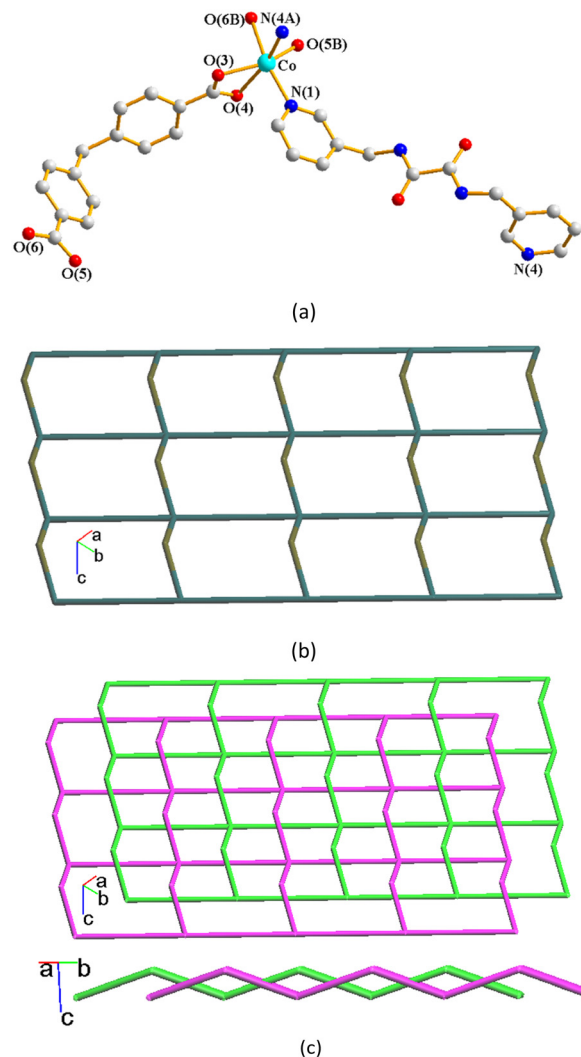 O(6B) N(4A)
O(5B)
O(3) Co
O(4) N(1)
O(6)
O(5)
N(4)
(a)
a
b
c
(b)
a
b
c
a b
c
(c)